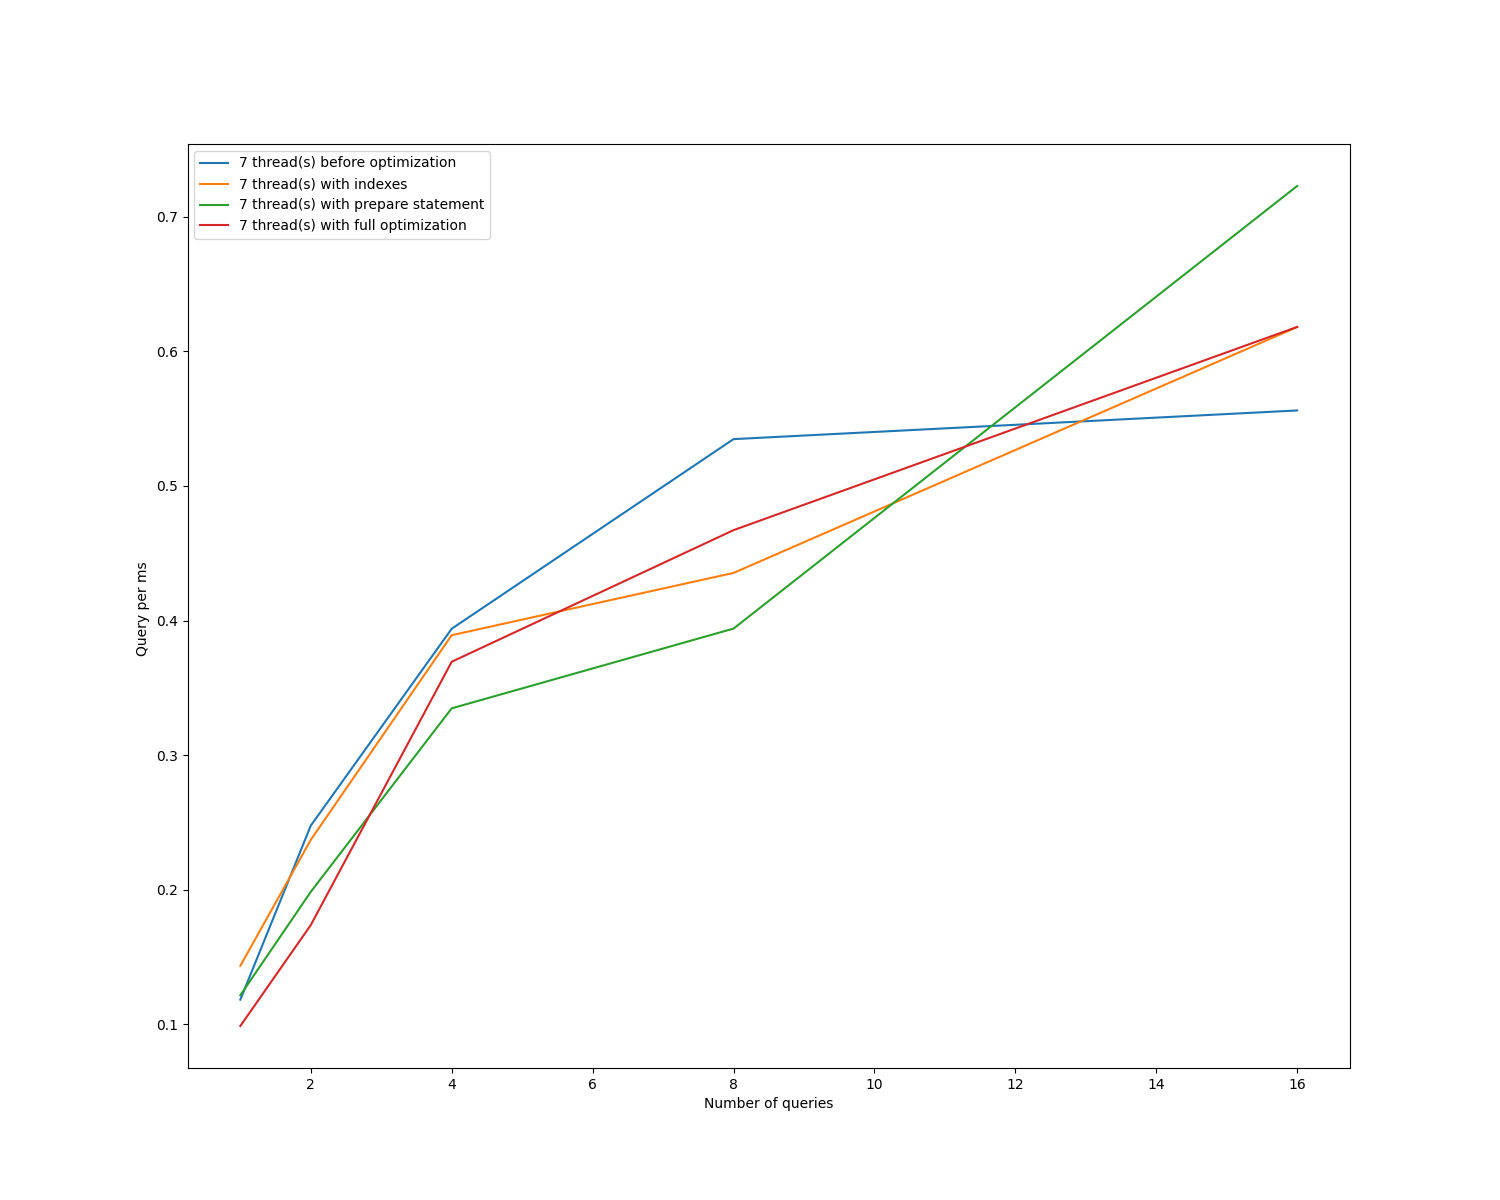 7 thread(s) before optimization
7 thread(s) with indexes
7 thread(s) with prepare statement
7 thread(s) with full optimization
0.7
0.6
0.5
0.4
0.3
0.2
0.1
Query per ms
2 4 6 8 10 12 14 16
Number of queries